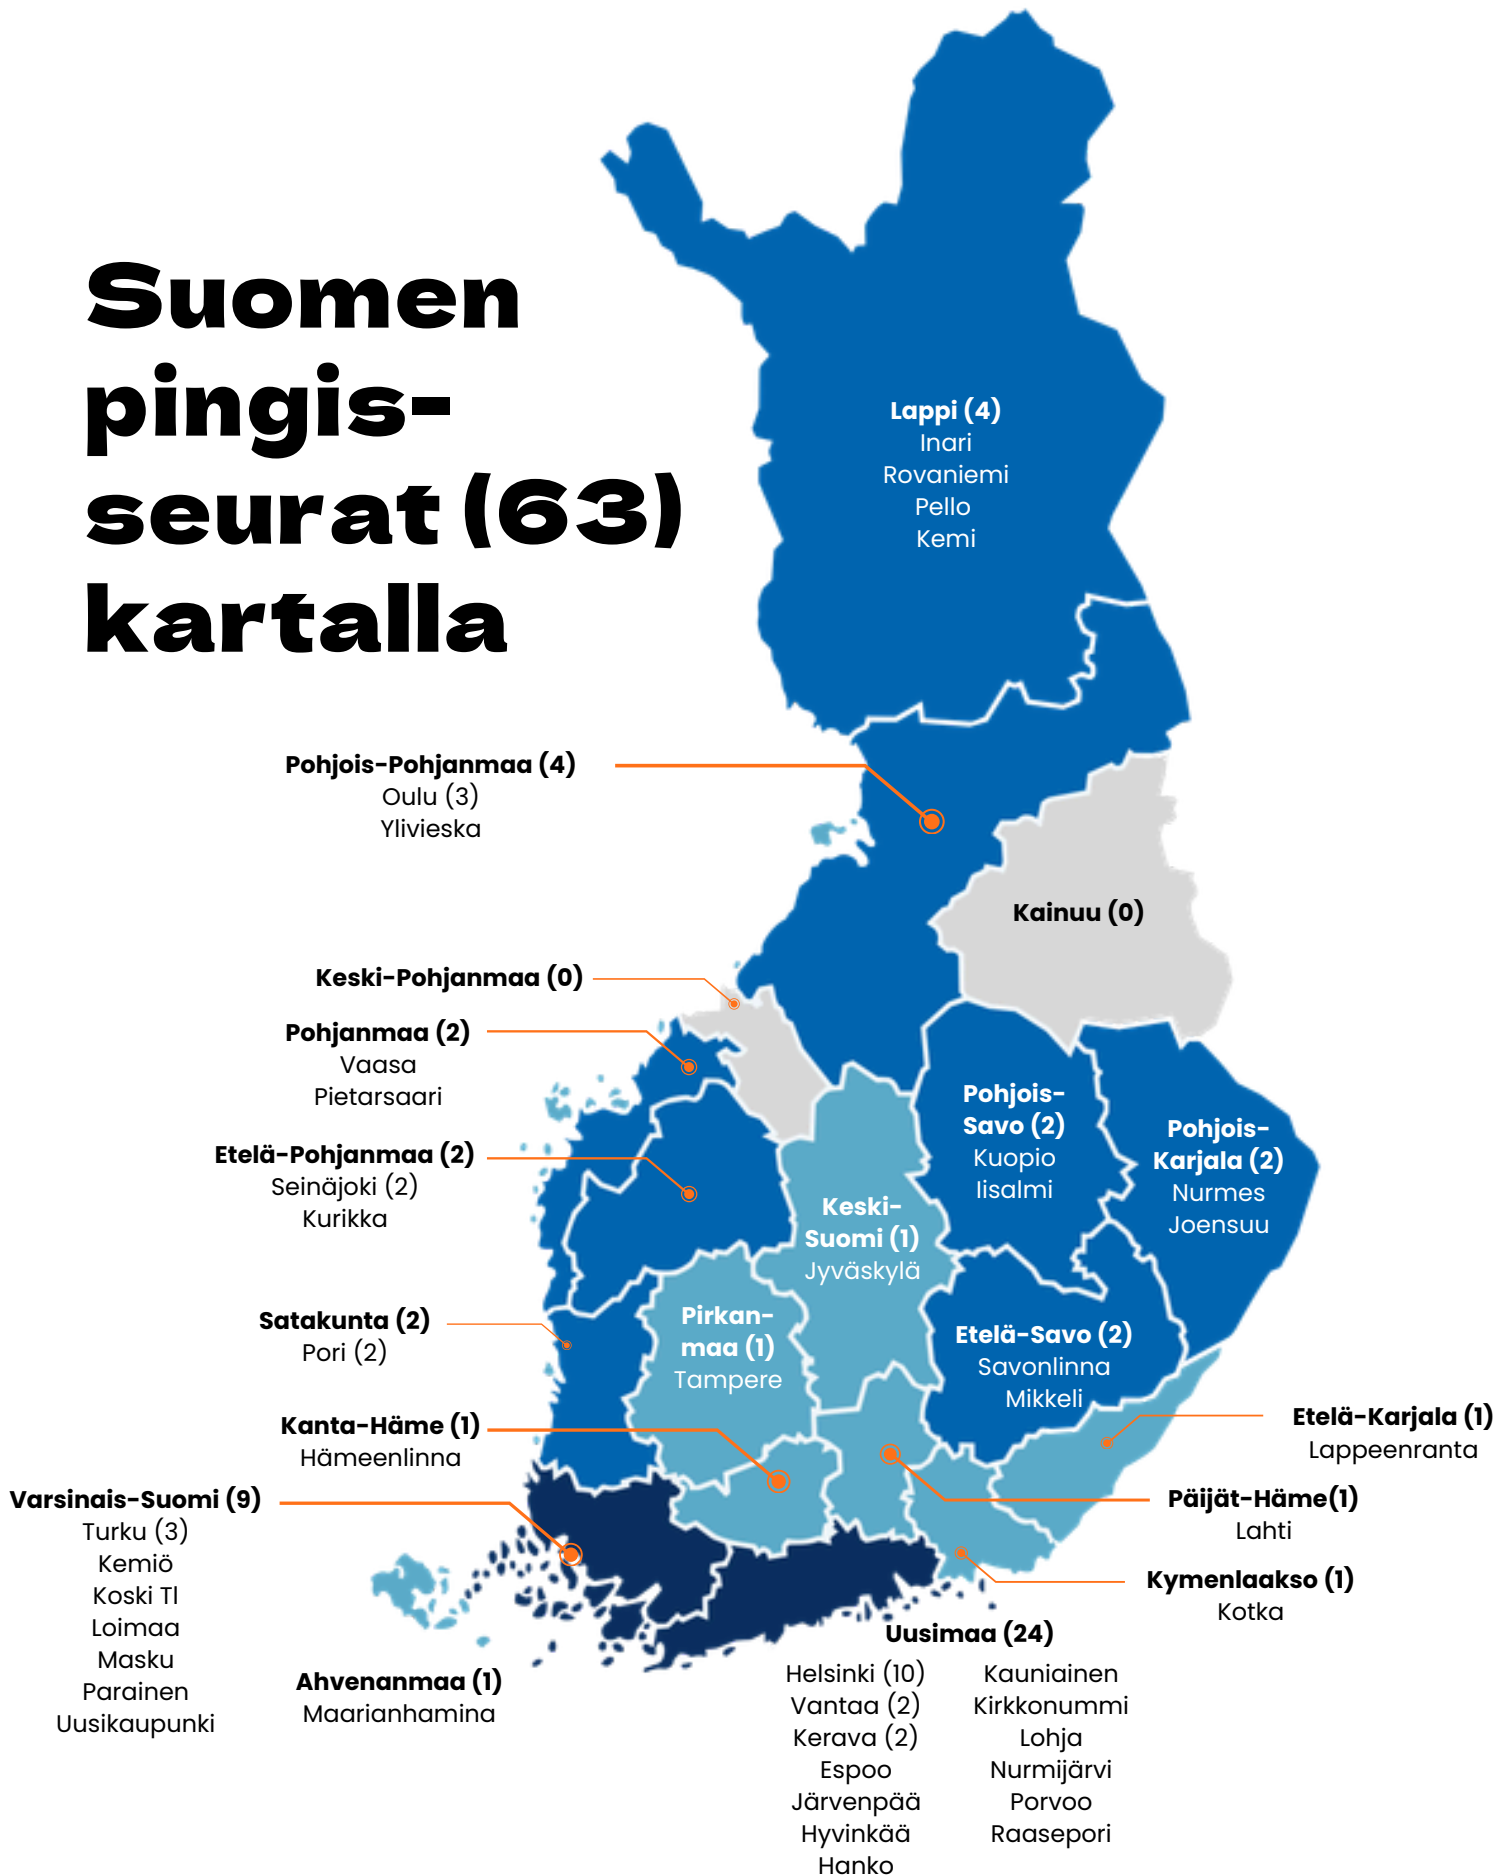 Suomen
pingis-
seurat (63)
kartalla
Lappi (4)
Inari
Rovaniemi
Pello
Kemi
Pohjois-Pohjanmaa (4)
Oulu (3)
Ylivieska
Kainuu (0)
Keski-Pohjanmaa (0)
Pohjanmaa (2)
Vaasa
Pietarsaari
Pohjois-
Savo (2)
Kuopio
Iisalmi
Pohjois-
Karjala (2)
Nurmes
Joensuu
Etelä-Pohjanmaa (2)
Seinäjoki (2)
Kurikka
Keski-
Suomi (1)
Jyväskylä
Satakunta (2)
Pori (2)
Pirkan-
maa (1)
Tampere
Etelä-Savo (2)
Savonlinna
Mikkeli
Kanta-Häme (1)
Hämeenlinna
Etelä-Karjala (1)
Lappeenranta
Varsinais-Suomi (9)
Turku (3)
Kemiö
Koski Tl
Loimaa
Masku
Parainen
Uusikaupunki
Päijät-Häme(1)
Lahti
Kymenlaakso (1)
Kotka
Ahvenanmaa (1)
Maarianhamina
Uusimaa (24)
Helsinki (10)
Vantaa (2)
Kerava (2)
Espoo
Järvenpää
Hyvinkää
Hanko
Kauniainen
Kirkkonummi
Lohja
Nurmijärvi
Porvoo
Raasepori